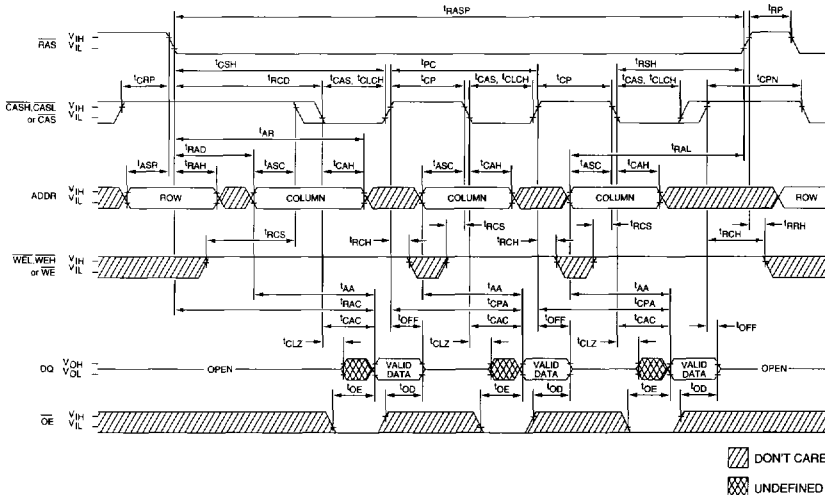 tRASP
tRP
RAS VIH
VIL
tCSH
tPC
tRSH
tCRP
tRCD
tCAS, tCLCH
tCP
tCAS, tCLCH
tCP
tCAS, tCLCH
tCPN
CASH,CASL
or CAS
VIH
VIL
tAR
tRAD
tRAL
tASR
tRAH
tASC
tCAH
tASC
tCAH
tASC
tCAH
ADDR VIH
VIL
ROW
COLUMN
COLUMN
COLUMN
ROW
tRCS
tRCH
tRCS
tRCH
tRCS
tRCH
tRRH
WEL,WEH
or WE
VIH
VIL
tAA
tAA
tAA
tRAC
tCPA
tCPA
tCAC
tOFF
tCAC
tOFF
tCAC
tOFF
tCLZ
tCLZ
tCLZ
DQ VOH
VOL
OPEN
VALID
DATA
VALID
DATA
VALID
DATA
OPEN
tOE
tOD
tOE
tOD
tOE
tOD
OE VIH
VIL
DON'T CARE
UNDEFINED